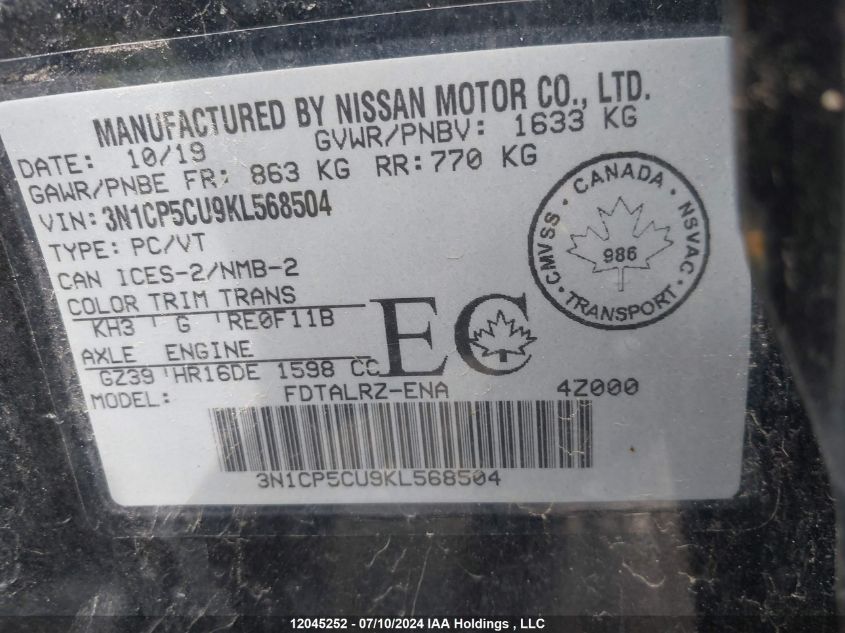 MANUFACTURED BY NISSAN MOTOR CO., LTD.
DATE: 10/19 GVWR/PNBV: 1633 KG
GAWR/PNBE FR: 863 KG RR: 770 KG
VIN: 3N1CP5CU9KL568504
TYPE: PC/VT
CAN ICES-2/NMB-2
COLOR TRIM TRANS
KH3 G RE0F11B
AXLE ENGINE
GZ39 HR16DE 1598 CC
EC
MODEL: FDTALRZ-ENA 4Z000
3N1CP5CU9KL568504
CMVSS · CANADA · NSVAC · TRANSPORT ·
986
12045252 - 07/10/2024 IAA Holdings , LLC